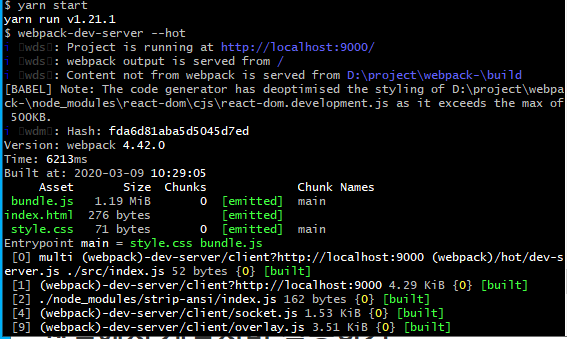 $ yarn start
yarn run v1.21.1
$ webpack-dev-server --hot
「wds」: Project is running at http://localhost:9000/
「wds」: webpack output is served from /
「wds」: Content not from webpack is served from D:\project\webpack-\build
[BABEL] Note: The code generator has deoptimised the styling of D:\project\webpa
ck-\node_modules\react-dom\cjs\react-dom.development.js as it exceeds the max of
 500KB.
「wdm」: Hash: fda6d81aba5d5045d7ed
Version: webpack 4.42.0
Time: 6213ms
Built at: 2020-03-09 10:29:05
Asset Size Chunks Chunk Names
bundle.js 1.19 MiB 0 [emitted] main
index.html 276 bytes [emitted]
style.css 71 bytes 0 [emitted] main
Entrypoint main = style.css bundle.js
[0] multi (webpack)-dev-server/client?http://localhost:9000 (webpack)/hot/dev-s
erver.js ./src/index.js 52 bytes {0} [built]
[1] (webpack)-dev-server/client?http://localhost:9000 4.29 KiB {0} [built]
[2] ./node_modules/strip-ansi/index.js 162 bytes {0} [built]
[4] (webpack)-dev-server/client/socket.js 1.53 KiB {0} [built]
[9] (webpack)-dev-server/client/overlay.js 3.51 KiB {0} [built]